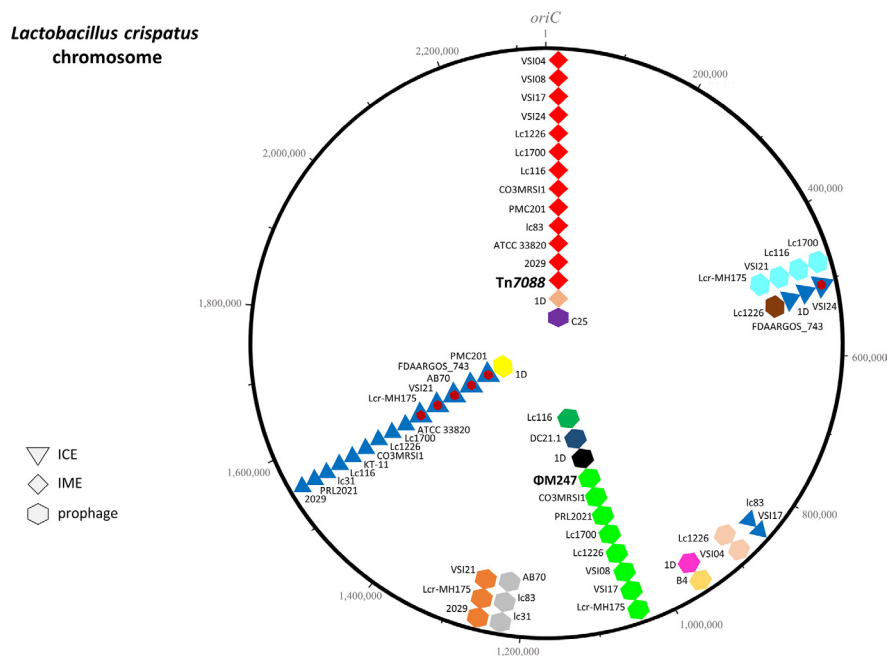 Lactobacillus crispatus
chromosome
oriC
2,200,000
200,000
2,000,000
400,000
1,800,000
600,000
1,600,000
800,000
1,400,000
1,000,000
1,200,000
VSI04
VSI08
VSI17
VSI24
Lc1226
Lc1700
Lc116
CO3MRSI1
PMC201
lc83
ATCC 33820
2029
Tn7088
1D
C25
Lc1700
Lc116
VSI21
Lcr-MH175
Lc1226
1D
VSI24
FDAARGOS_743
PMC201
FDAARGOS_743
1D
AB70
VSI21
Lcr-MH175
ATCC 33820
Lc1700
Lc1226
CO3MRSI1
KT-11
Lc116
lc31
PRL2021
2029
ICE
IME
prophage
Lc116
DC21.1
1D
ΦM247
CO3MRSI1
PRL2021
Lc1700
Lc1226
VSI08
VSI17
Lcr-MH175
lc83
VSI17
Lc1226
VSI04
1D
B4
VSI21
AB70
Lcr-MH175
lc83
2029
lc31